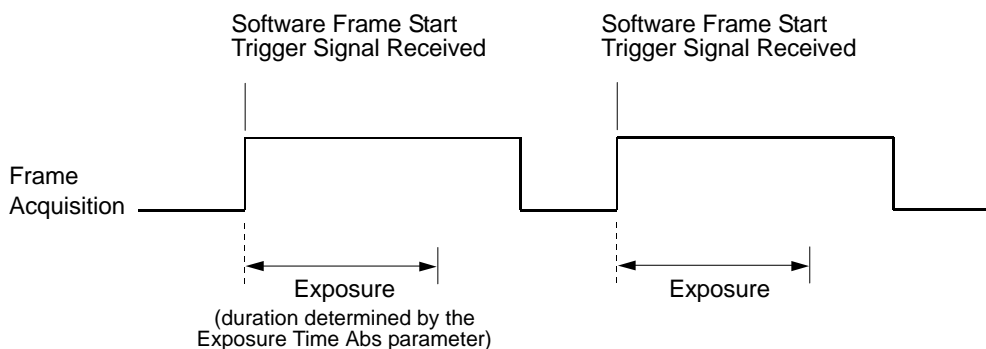 Software Frame Start
Trigger Signal Received
Software Frame Start
Trigger Signal Received
Frame
Acquisition
Exposure
(duration determined by the
Exposure Time Abs parameter)
Exposure